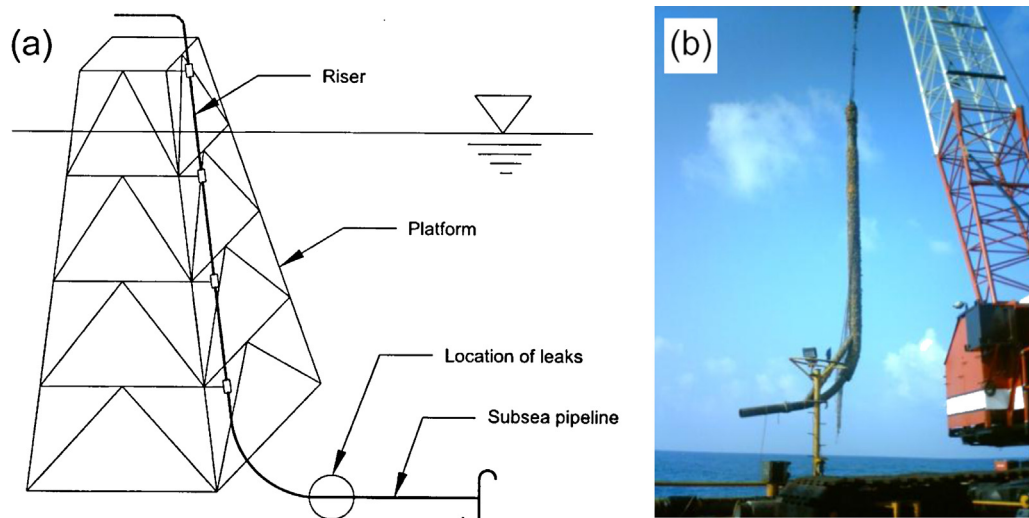 (a)
Riser
Platform
Location of leaks
Subsea pipeline
(b)